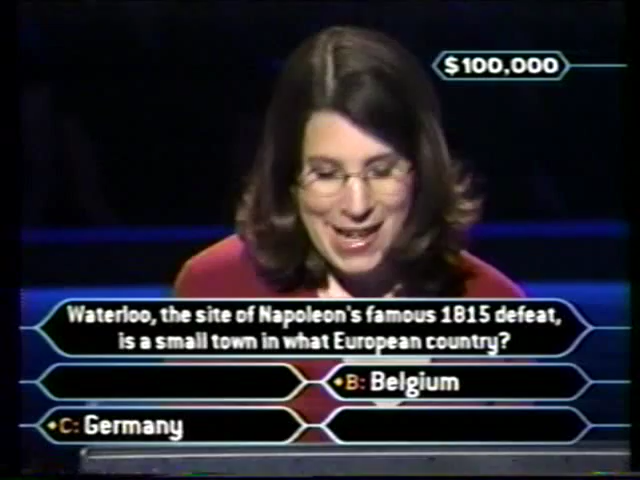 $100,000
Waterloo, the site of Napoleon's famous 1815 defeat,
is a small town in what European country?
B: Belgium
C: Germany